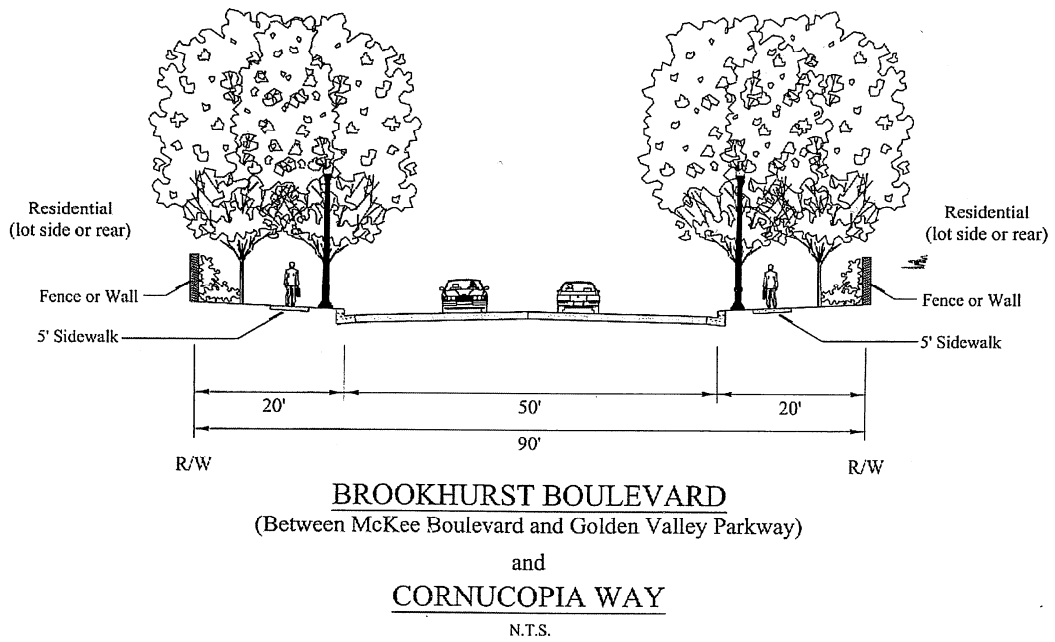 Residential
(lot side or rear)
Residential
(lot side or rear)
Fence or Wall
Fence or Wall
5' Sidewalk
5' Sidewalk
20'
50'
20'
90'
R/W
R/W
BROOKHURST BOULEVARD
(Between McKee Boulevard and Golden Valley Parkway)
and
CORNUCOPIA WAY
N.T.S.